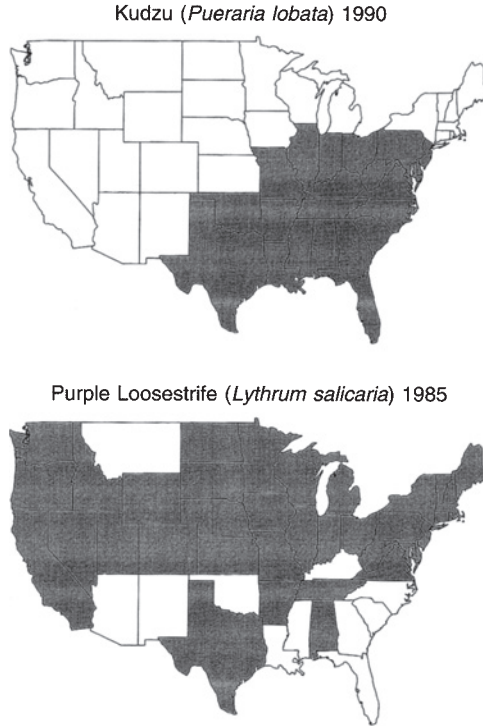 Kudzu (Pueraria lobata) 1990
Purple Loosestrife (Lythrum salicaria) 1985